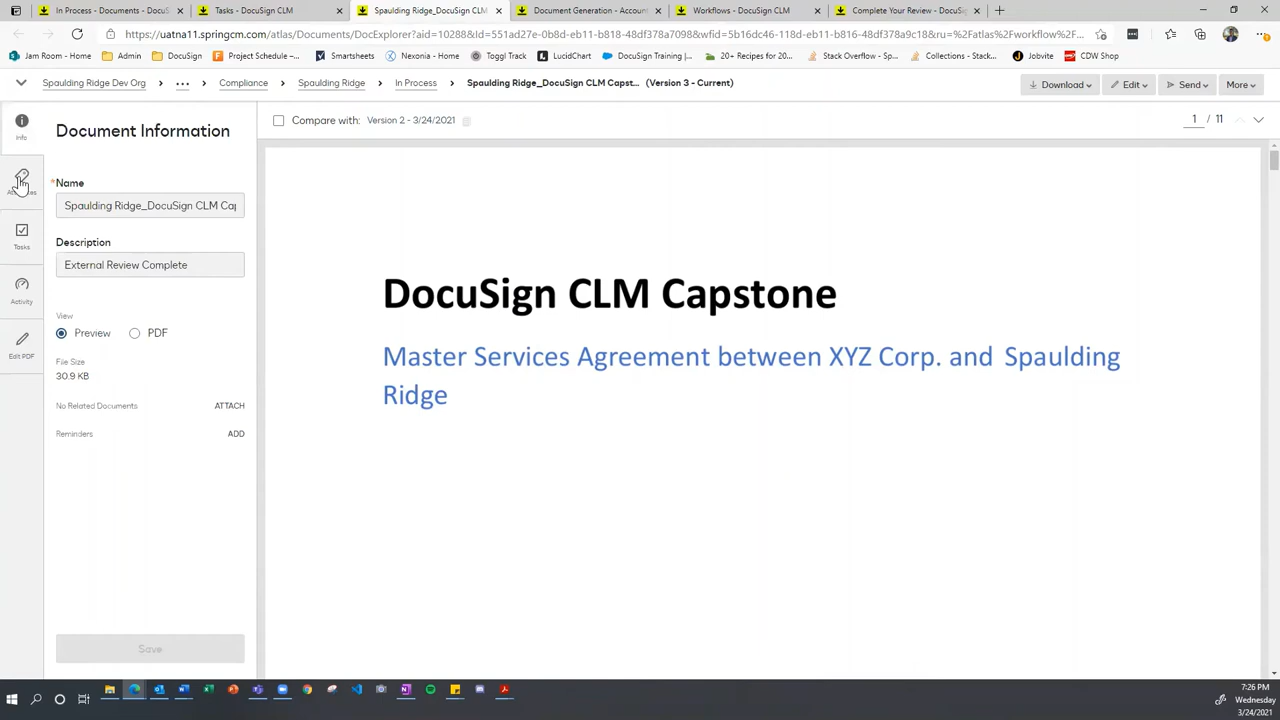 In Process - Documents - DocuS
Tasks - DocuSign CLM
Spaulding Ridge_DocuSign CLM
Document Generation - Accoun
Workflows - DocuSign CLM
Complete Your Review - DocuSig
https://uatna11.springcm.com/atlas/Documents/DocExplorer?aid=10288&Id=551ad27e-0b8d-eb11-b818-48df378a7098&wfid=5b16dc46-118d-eb11-b816-48df378a9c18&ru=%2Fatlas%2Fworkflow%2F...
Jam Room - Home
Admin
DocuSign
Project Schedule -...
Smartsheets
Nexonia - Home
Toggl Track
LucidChart
DocuSign Training |...
20+ Recipes for 20...
Stack Overflow - Sp...
Collections - Stack...
Jobvite
CDW Shop
Spaulding Ridge Dev Org
...
Compliance
Spaulding Ridge
In Process
Spaulding Ridge_DocuSign CLM Capst... (Version 3 - Current)
Download
Edit
Send
More
Info
Tasks
Activity
Edit PDF
Document Information
* Name
Spaulding Ridge_DocuSign CLM Cap
Description
External Review Complete
View
Preview
PDF
File Size
30.9 KB
No Related Documents ATTACH
Reminders ADD
Save
Compare with: Version 2 - 3/24/2021
1 / 11
DocuSign CLM Capstone
Master Services Agreement between XYZ Corp. and Spaulding
Ridge
7:26 PM
Wednesday
3/24/2021